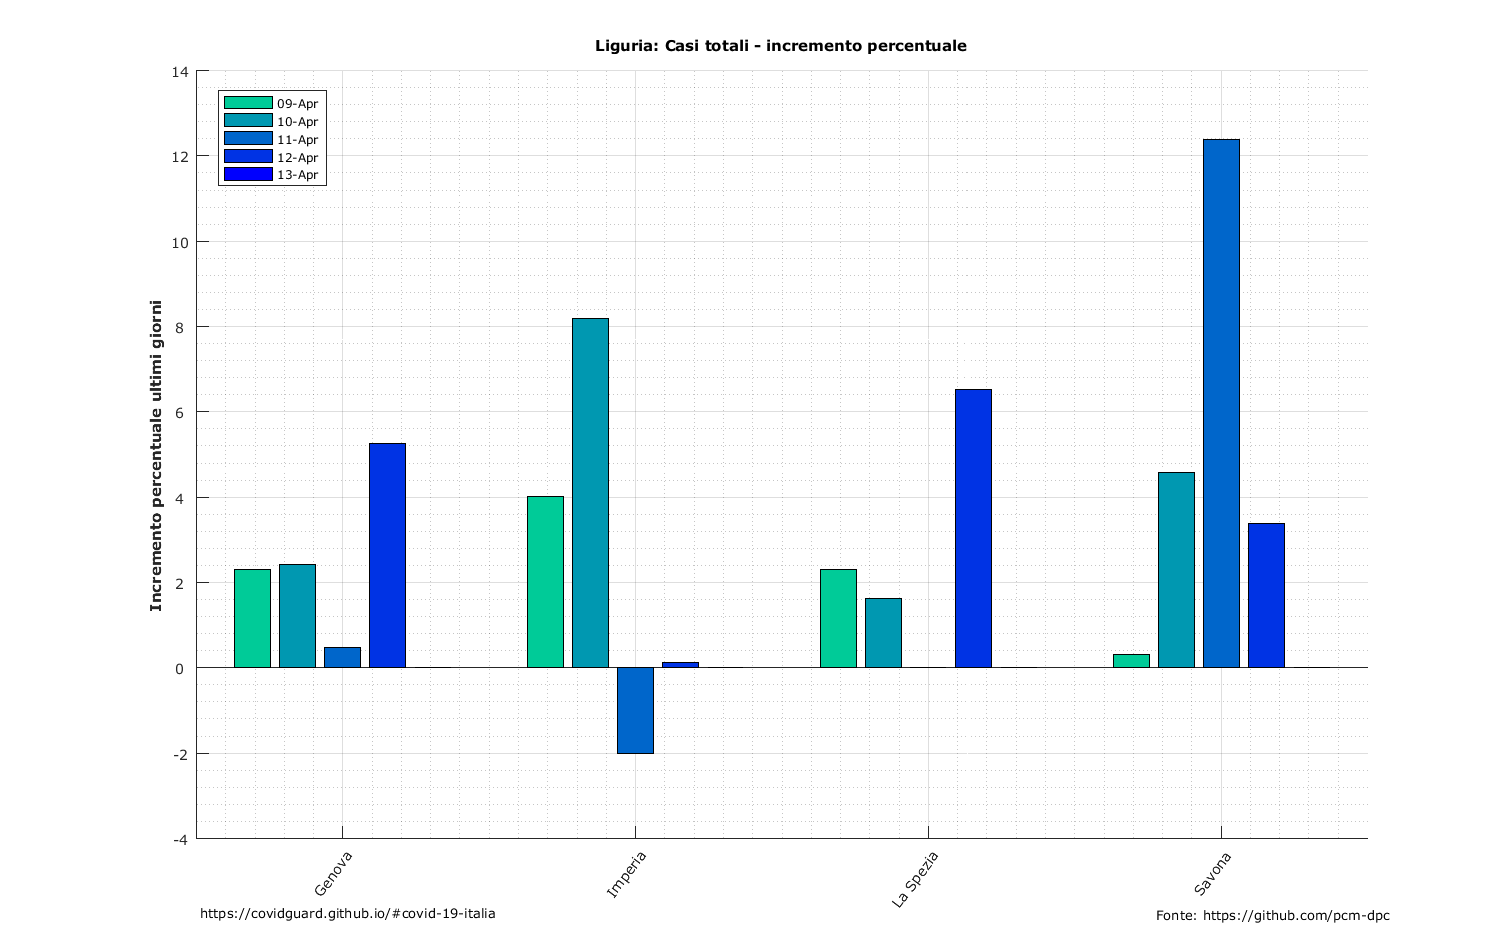 Liguria: Casi totali - incremento percentuale
14
12
10
8
6
4
2
0
-2
-4
Incremento percentuale ultimi giorni
09-Apr
10-Apr
11-Apr
12-Apr
13-Apr
Genova
Imperia
La Spezia
Savona
https://covidguard.github.io/#covid-19-italia
Fonte: https://github.com/pcm-dpc